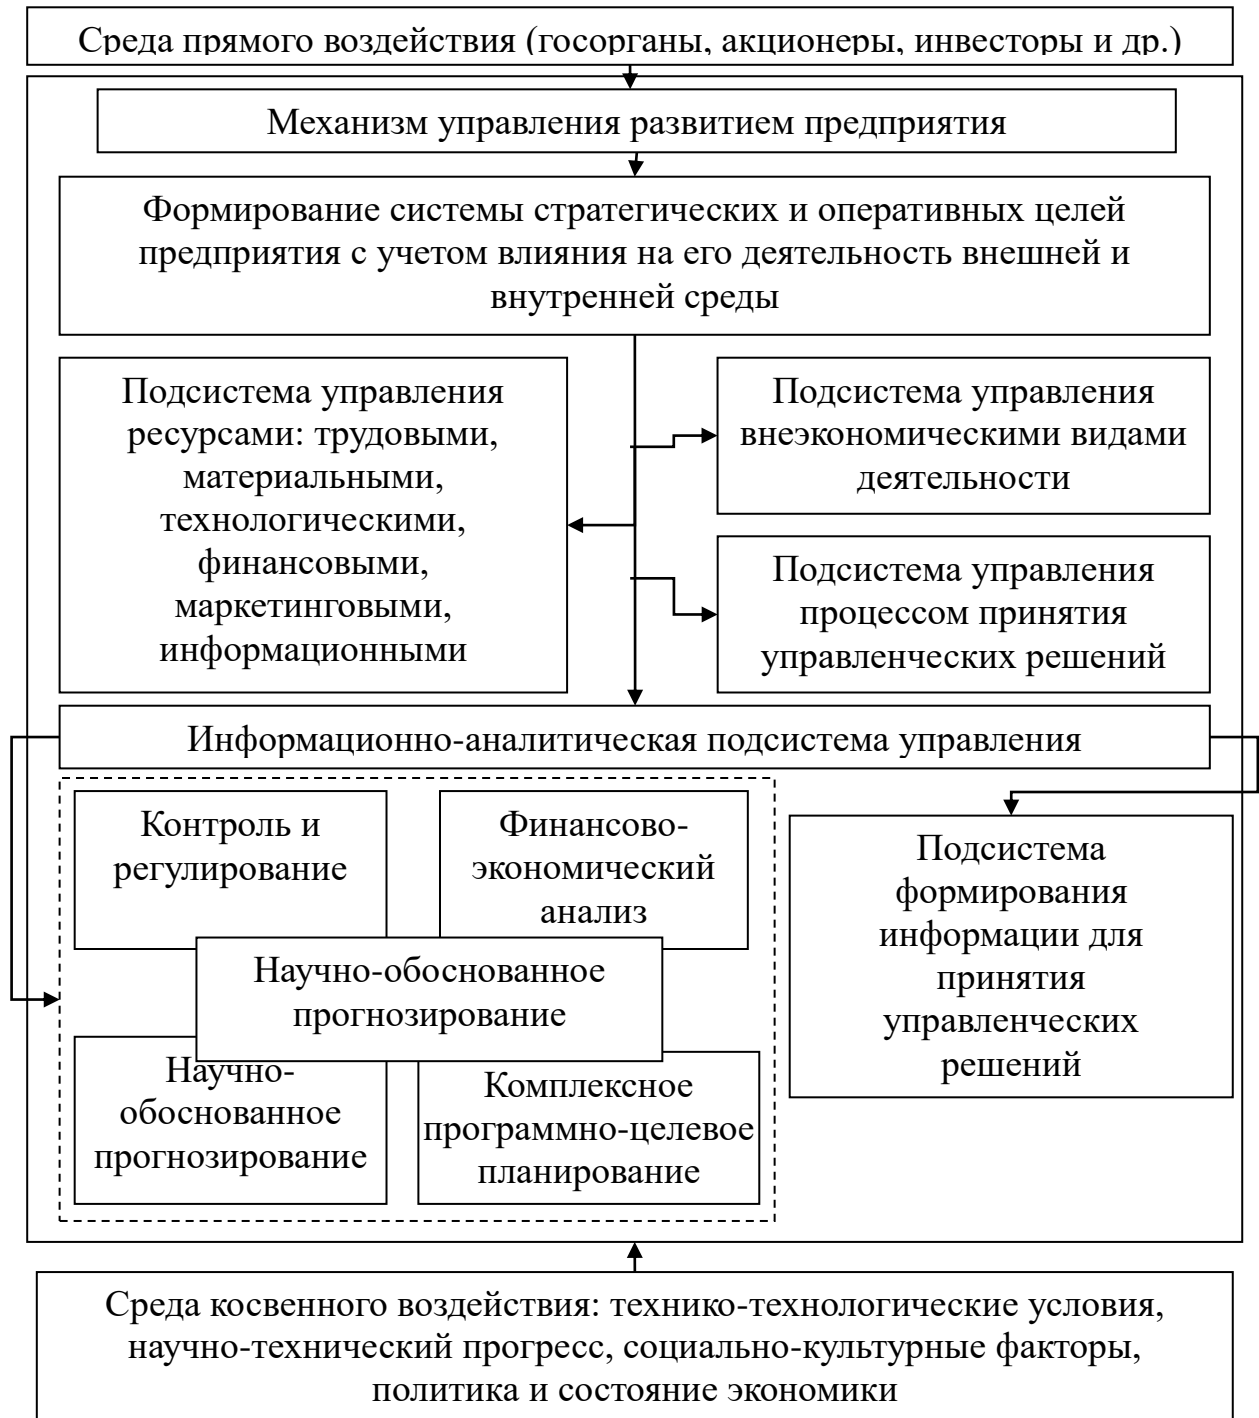 Среда прямого воздействия (госорганы, акционеры, инвесторы и др.)
Механизм управления развитием предприятия
Формирование системы стратегических и оперативных целей
предприятия с учетом влияния на его деятельность внешней и
внутренней среды
Подсистема управления
ресурсами: трудовыми,
материальными,
технологическими,
финансовыми,
маркетинговыми,
информационными
Подсистема управления
внеэкономическими видами
деятельности
Подсистема управления
процессом принятия
управленческих решений
Информационно-аналитическая подсистема управления
Контроль и
регулирование
Финансово-
экономический
анализ
Научно-обоснованное
прогнозирование
Научно-
обоснованное
прогнозирование
Комплексное
программно-целевое
планирование
Подсистема
формирования
информации для
принятия
управленческих
решений
Среда косвенного воздействия: технико-технологические условия,
научно-технический прогресс, социально-культурные факторы,
политика и состояние экономики